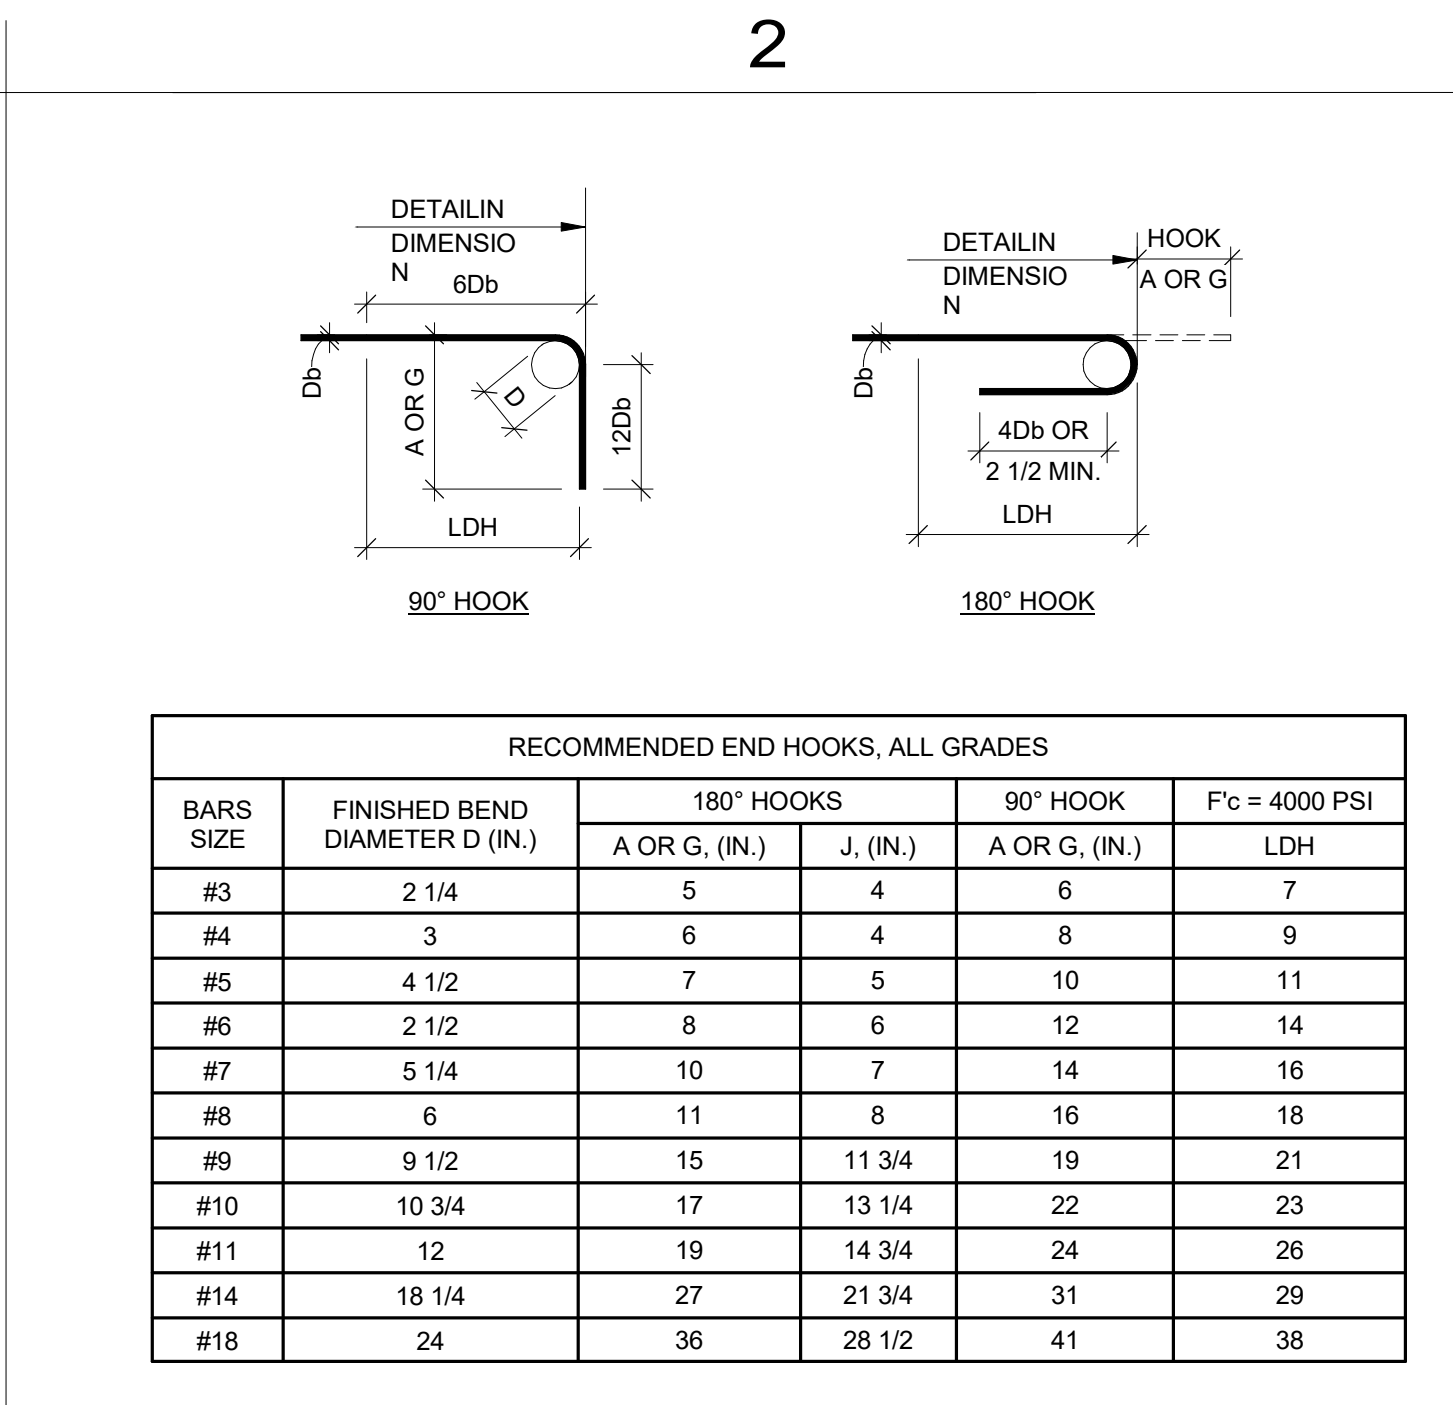 2
DETAILIN
DIMENSIO
N
6Db
Db
A OR G
D
12Db
LDH
90° HOOK
DETAILIN
DIMENSIO
N
HOOK
A OR G
Db
4Db OR
2 1/2 MIN.
LDH
180° HOOK
RECOMMENDED END HOOKS, ALL GRADES
BARS SIZE FINISHED BEND DIAMETER D (IN.) 180° HOOKS 90° HOOK F'c = 4000 PSI
A OR G, (IN.) J, (IN.) A OR G, (IN.) LDH
#3 2 1/4 5 4 6 7
#4 3 6 4 8 9
#5 4 1/2 7 5 10 11
#6 2 1/2 8 6 12 14
#7 5 1/4 10 7 14 16
#8 6 11 8 16 18
#9 9 1/2 15 11 3/4 19 21
#10 10 3/4 17 13 1/4 22 23
#11 12 19 14 3/4 24 26
#14 18 1/4 27 21 3/4 31 29
#18 24 36 28 1/2 41 38